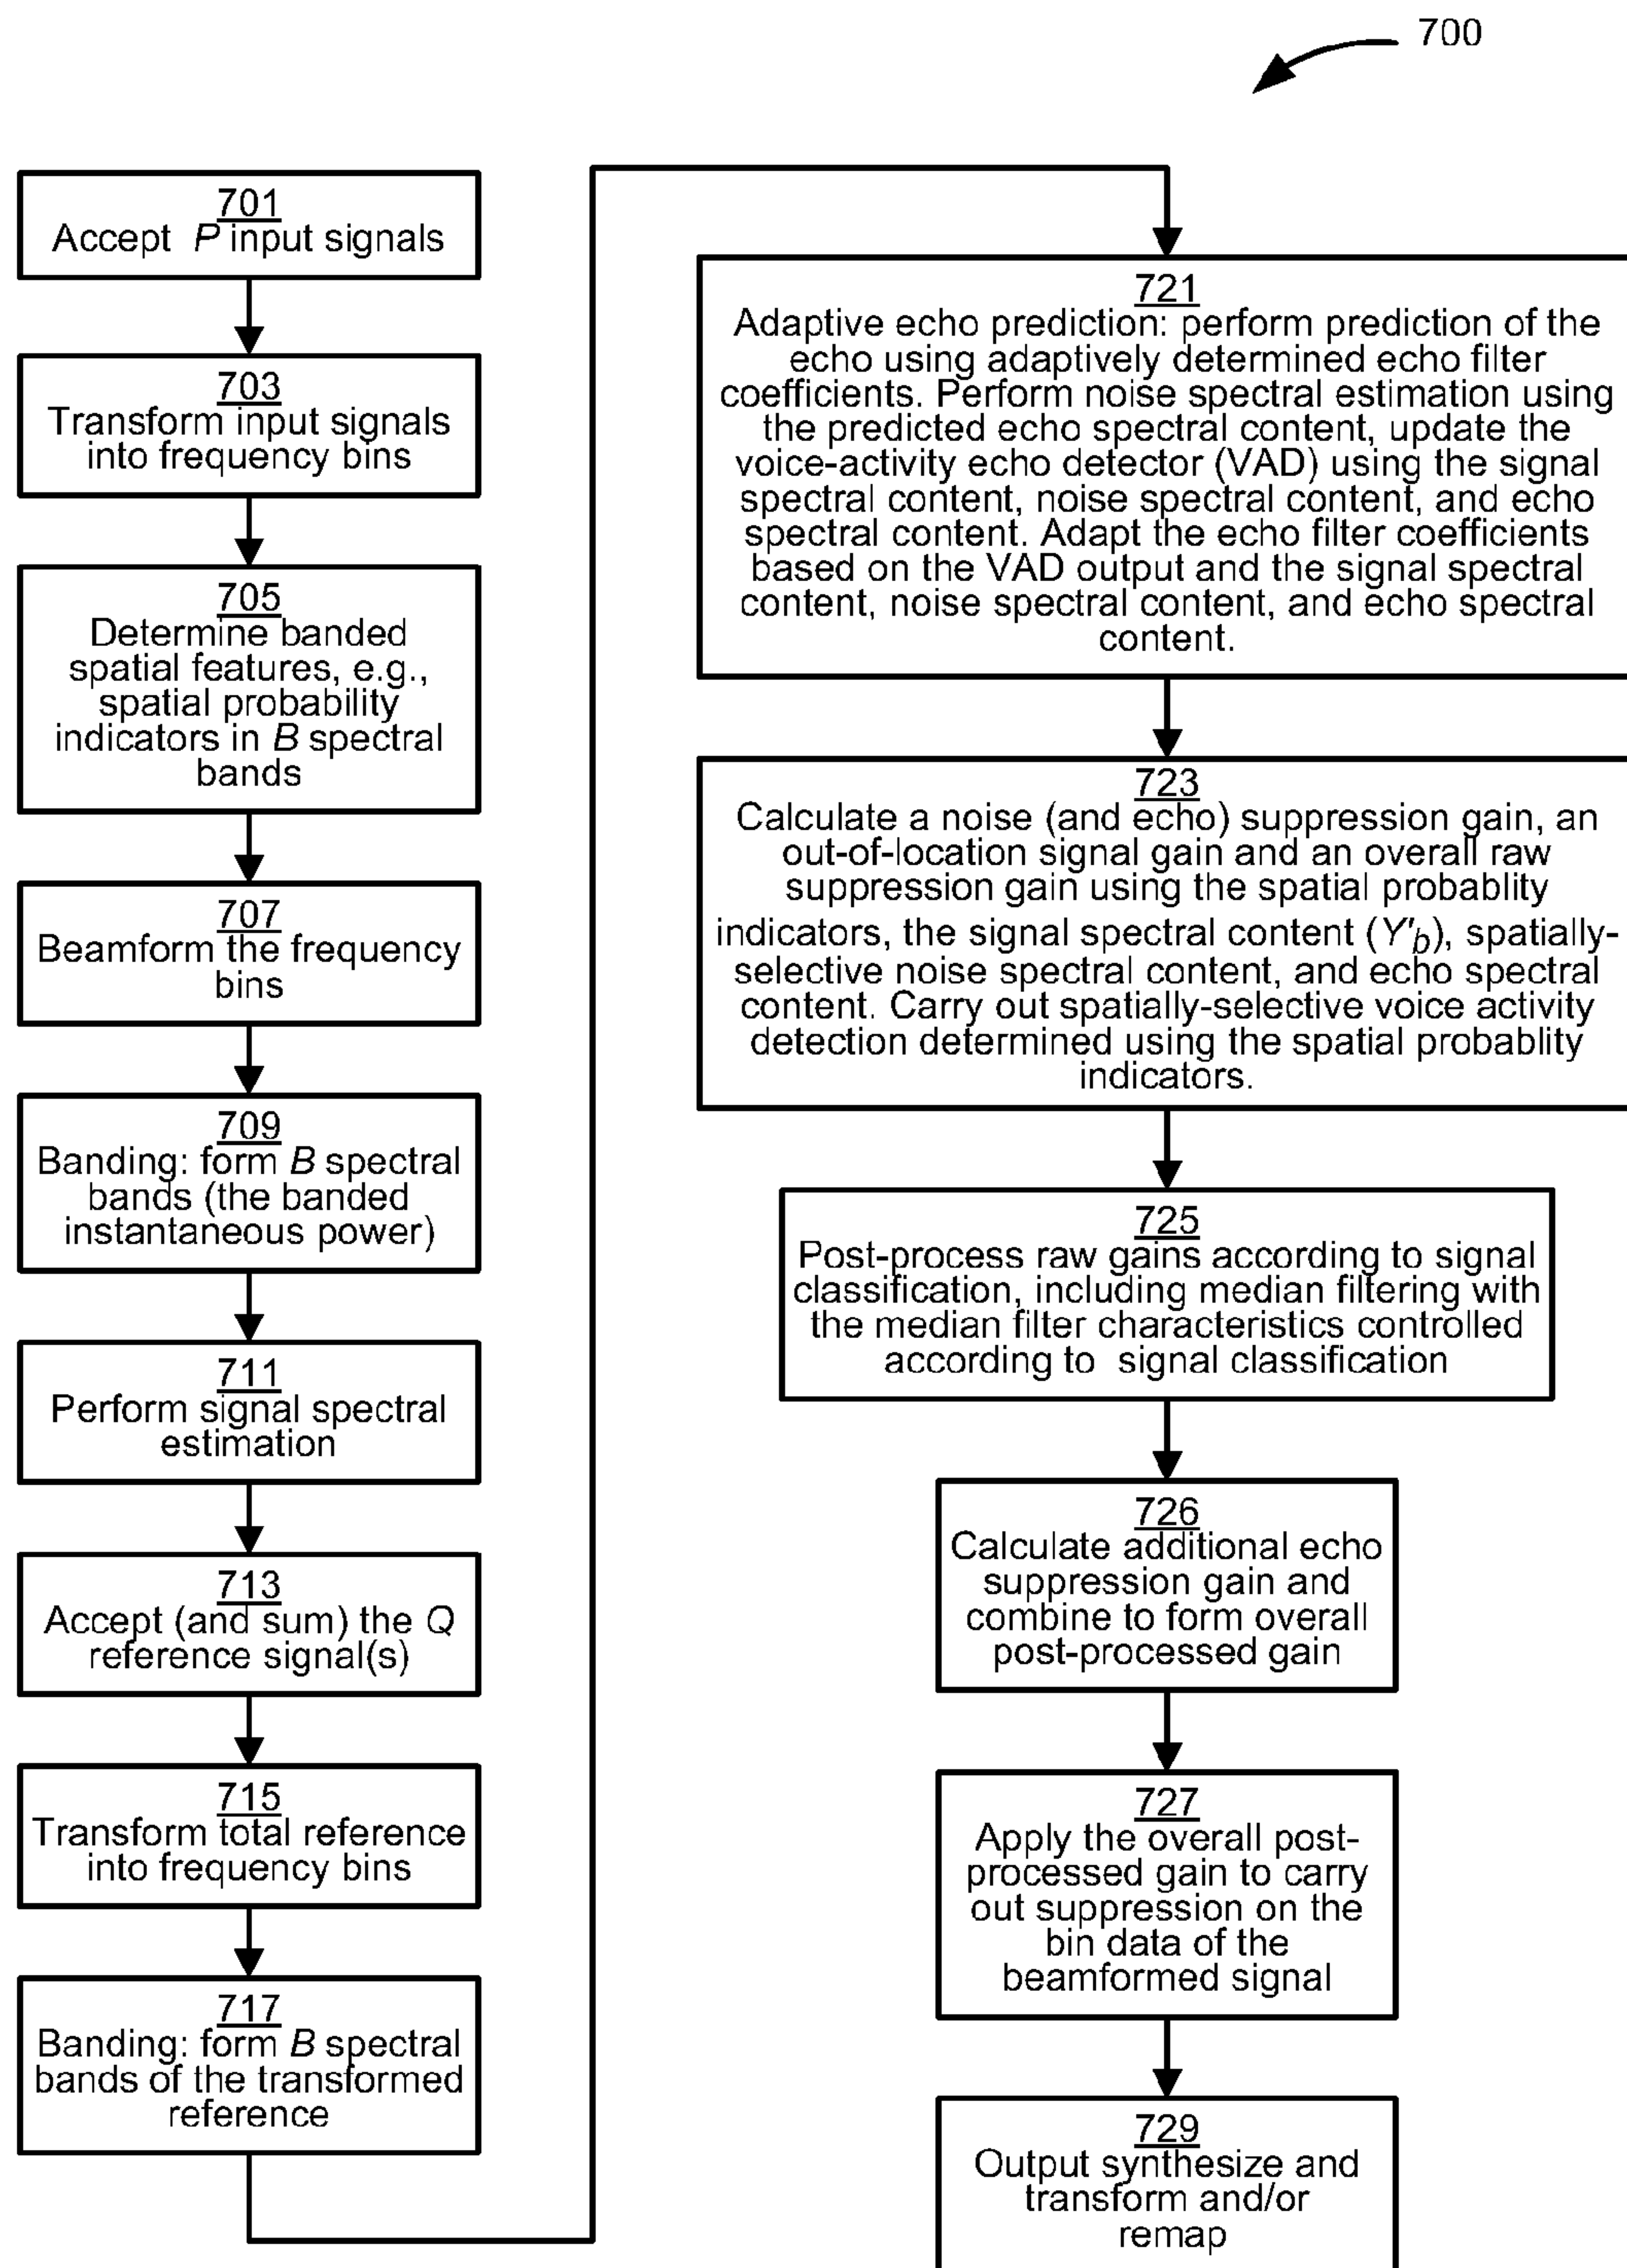 700
701
Accept P input signals
703
Transform input signals
into frequency bins
705
Determine banded
spatial features, e.g.,
spatial probability
indicators in B spectral
bands
707
Beamform the frequency
bins
709
Banding: form B spectral
bands (the banded
instantaneous power)
711
Perform signal spectral
estimation
713
Accept (and sum) the Q
reference signal(s)
715
Transform total reference
into frequency bins
717
Banding: form B spectral
bands of the transformed
reference
721
Adaptive echo prediction: perform prediction of the
echo using adaptively determined echo filter
coefficients. Perform noise spectral estimation using
the predicted echo spectral content, update the
voice-activity echo detector (VAD) using the signal
spectral content, noise spectral content, and echo
spectral content. Adapt the echo filter coefficients
based on the VAD output and the signal spectral
content, noise spectral content, and echo spectral
content.
723
Calculate a noise (and echo) suppression gain, an
out-of-location signal gain and an overall raw
suppression gain using the spatial probablity
indicators, the signal spectral content (Y'b), spatially-
selective noise spectral content, and echo spectral
content. Carry out spatially-selective voice activity
detection determined using the spatial probablity
indicators.
725
Post-process raw gains according to signal
classification, including median filtering with
the median filter characteristics controlled
according to signal classification
726
Calculate additional echo
suppression gain and
combine to form overall
post-processed gain
727
Apply the overall post-
processed gain to carry
out suppression on the
bin data of the
beamformed signal
729
Output synthesize and
transform and/or
remap